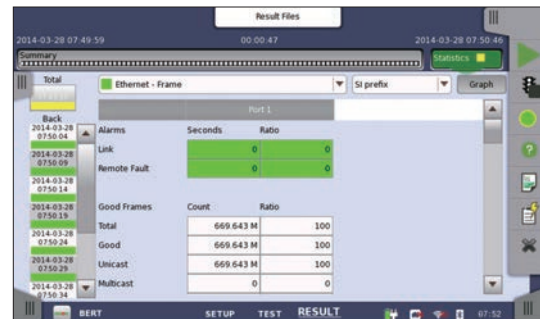 Result Files
2014-03-28 07:49:59 00:00:47 2014-03-28 07:50:46
Summary Statistics
Total Ethernet - Frame SI prefix Graph
Port 1
Back
2014-03-28 07:50:04
2014-03-28 07:50:09
2014-03-28 07:50:14
2014-03-28 07:50:19
2014-03-28 07:50:24
2014-03-28 07:50:29
2014-03-28 07:50:34
Alarms Seconds Ratio
Link 0 0
Remote Fault 0 0
Good Frames Count Ratio
Total 669.643 M 100
Good 669.643 M 100
Unicast 669.643 M 100
Multicast 0 0
BERT SETUP TEST RESULT 07:52